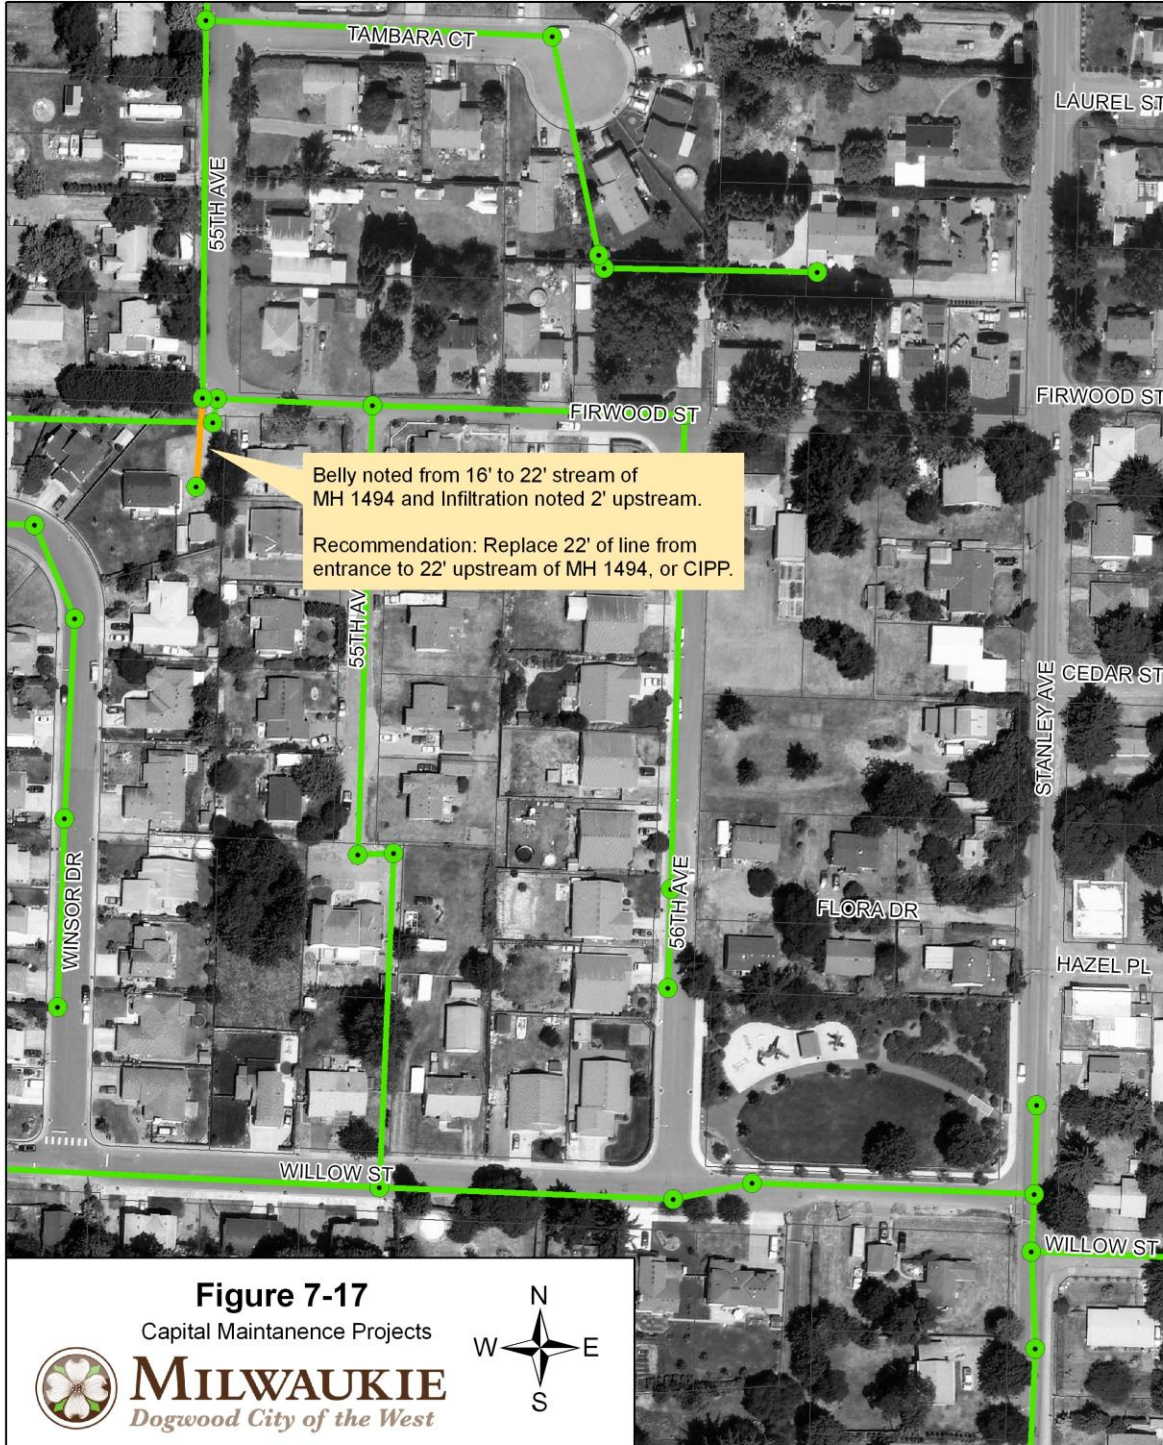 TAMBARA CT
LAUREL ST
55TH AVE
FIRWOOD ST
FIRWOOD ST
Belly noted from 16' to 22' stream of
MH 1494 and Infiltration noted 2' upstream.
Recommendation: Replace 22' of line from
entrance to 22' upstream of MH 1494, or CIPP.
55TH AV
CEDAR ST
STANLEY AVE
WINSOR DR
56TH AVE
FLORA DR
HAZEL PL
WILLOW ST
WILLOW ST
Figure 7-17
Capital Maintanence Projects
MILWAUKIE
Dogwood City of the West
N
W E
S